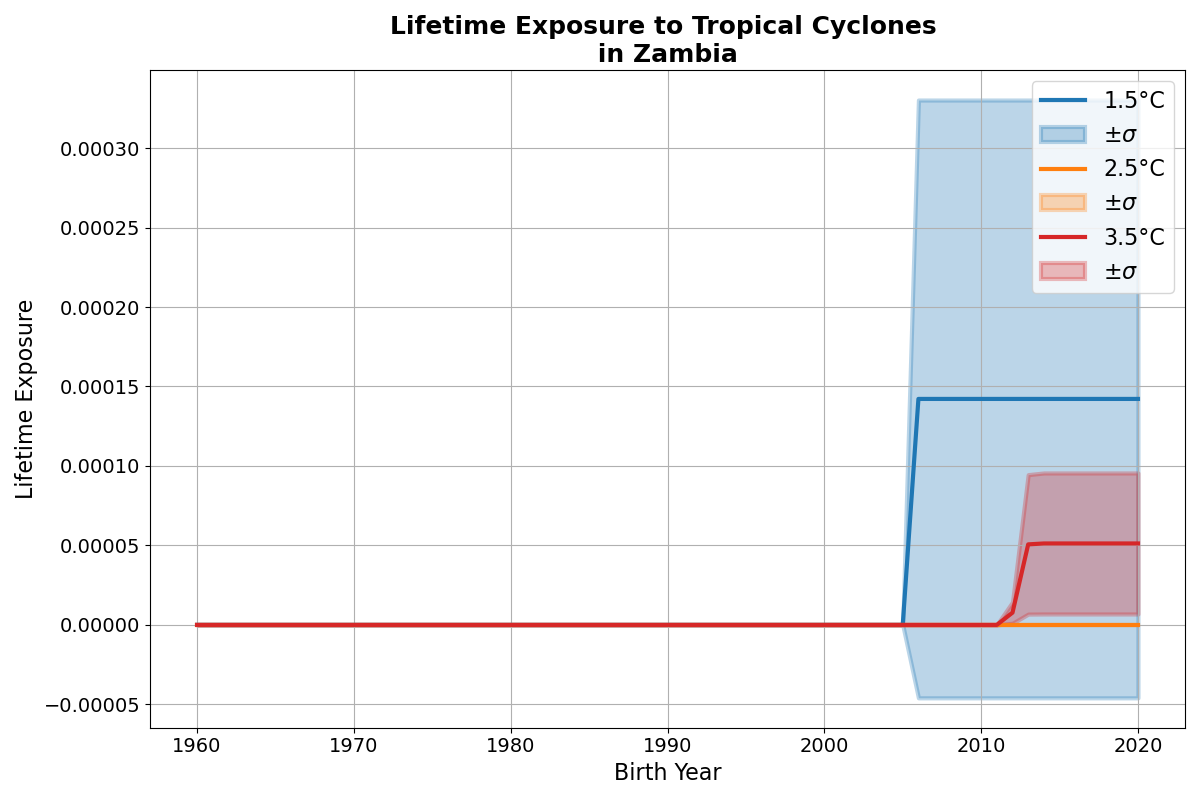 Lifetime Exposure to Tropical Cyclones
in Zambia
1.5°C
±σ
2.5°C
±σ
3.5°C
±σ
Lifetime Exposure
0.00030
0.00025
0.00020
0.00015
0.00010
0.00005
0.00000
−0.00005
1960 1970 1980 1990 2000 2010 2020
Birth Year